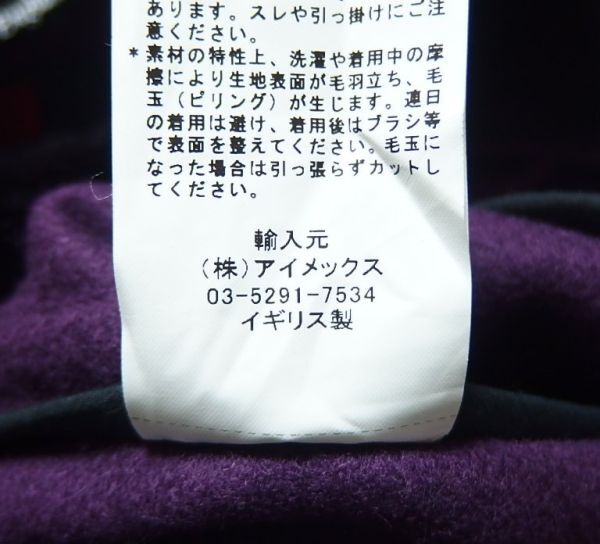 あります。スレや引っ掛けにご注
意ください。
* 素材の特性上、洗濯や着用中の摩
擦により生地表面が毛羽立ち、毛
玉（ピリング）が生じます。連日
の着用は避け、着用後はブラシ等
で表面を整えてください。毛玉に
なった場合は引っ張らずカットし
てください。
輸入元
（株）アイメックス
03-5291-7534
イギリス製